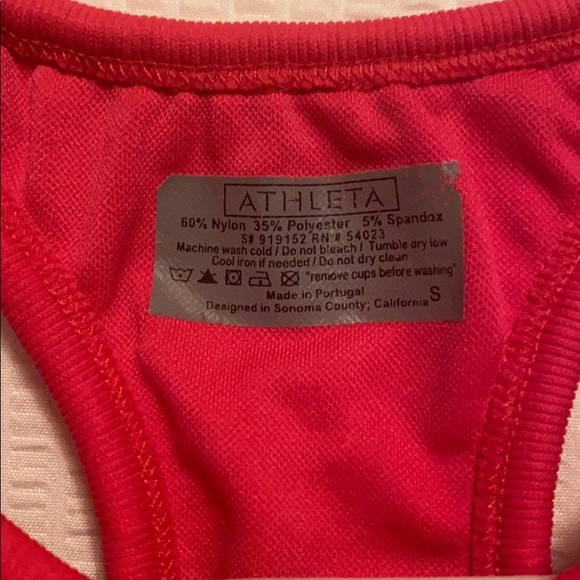 ATHLETA
60% Nylon 35% Polyester 5% Spandax
S# 919152 RN # 54023
Machine wash cold / Do not bleach / Tumble dry low
Cool iron if needed / Do not dry clean
"remove cups before washing"
Made in Portugal
Designed in Sonoma County; California S